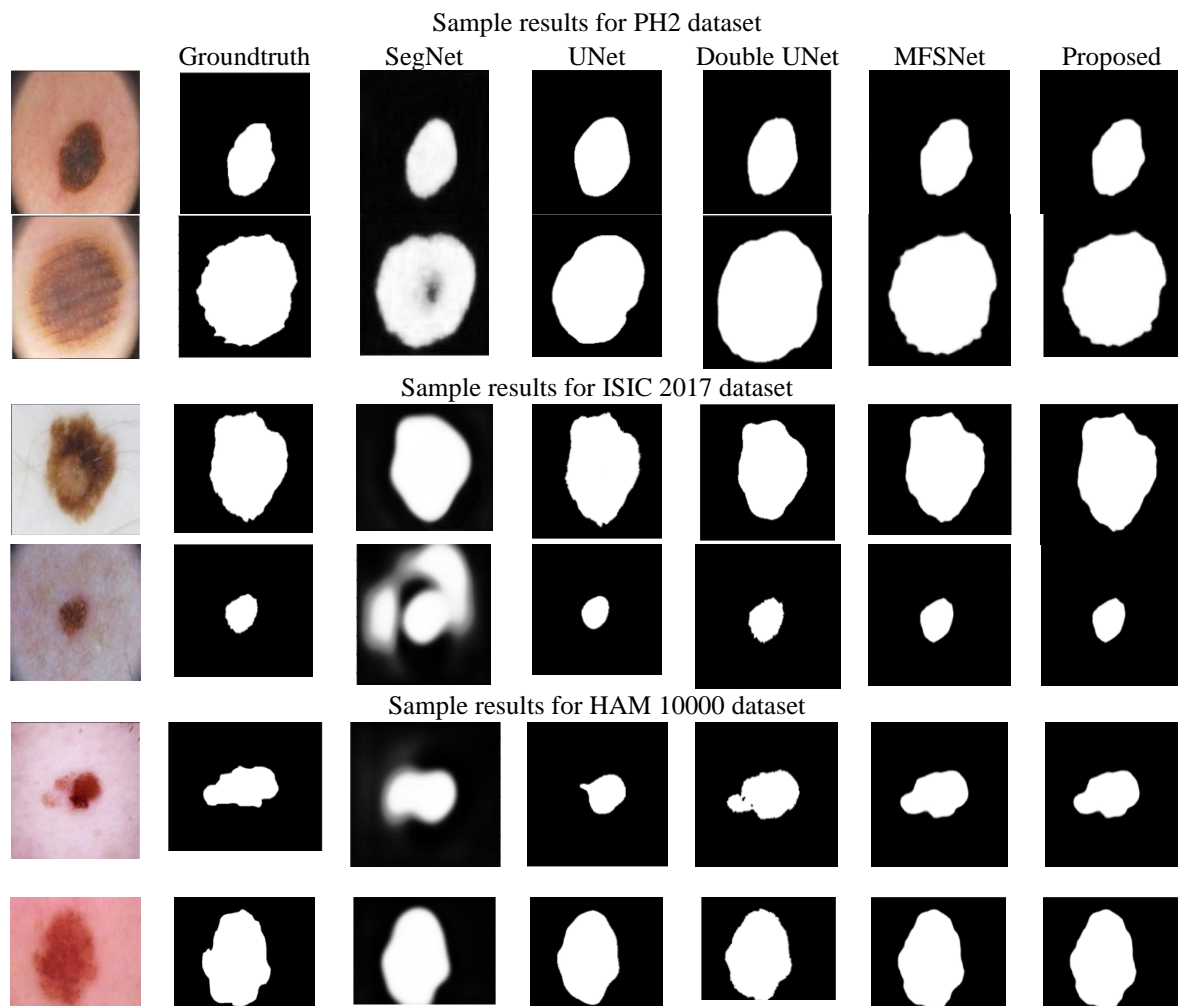 Sample results for PH2 dataset
Groundtruth SegNet UNet Double UNet MFSNet Proposed
Sample results for ISIC 2017 dataset
Sample results for HAM 10000 dataset